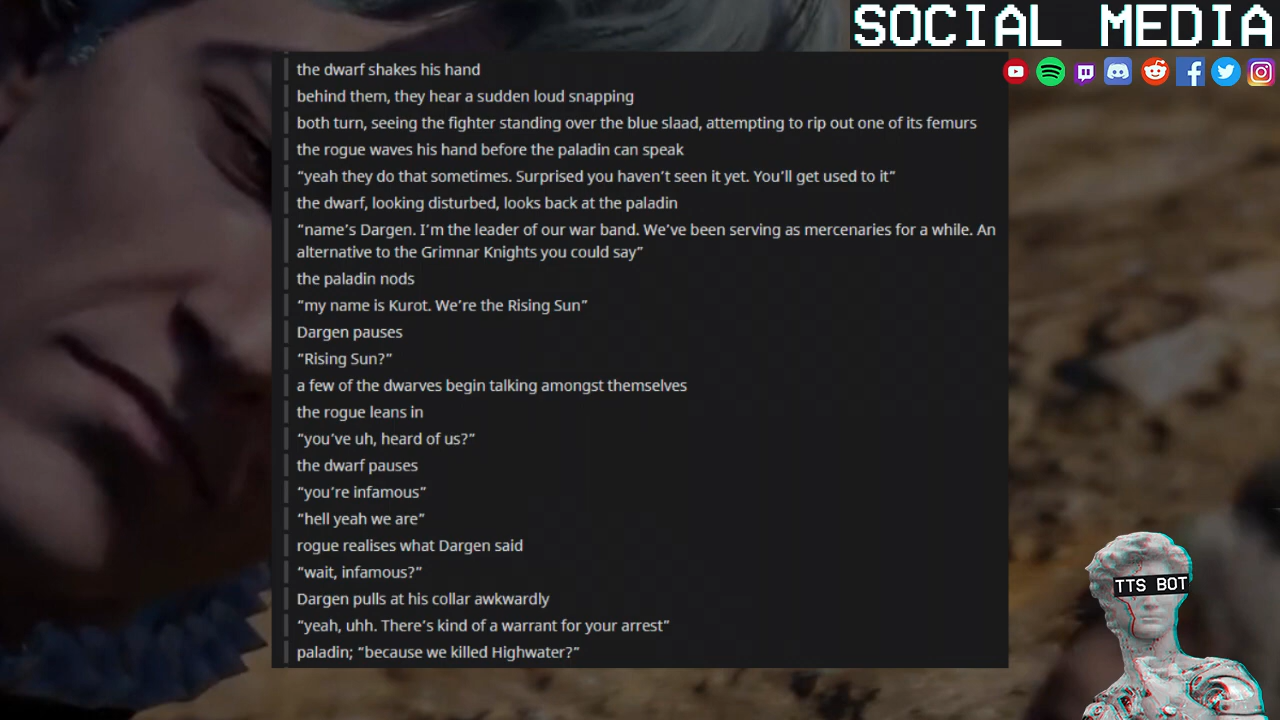 SOCIAL MEDIA
the dwarf shakes his hand
behind them, they hear a sudden loud snapping
both turn, seeing the fighter standing over the blue slaad, attempting to rip out one of its femurs
the rogue waves his hand before the paladin can speak
“yeah they do that sometimes. Surprised you haven’t seen it yet. You’ll get used to it”
the dwarf, looking disturbed, looks back at the paladin
“name’s Dargen. I’m the leader of our war band. We’ve been serving as mercenaries for a while. An
alternative to the Grimnar Knights you could say”
the paladin nods
“my name is Kurot. We’re the Rising Sun”
Dargen pauses
“Rising Sun?”
a few of the dwarves begin talking amongst themselves
the rogue leans in
“you’ve uh, heard of us?”
the dwarf pauses
“you’re infamous”
“hell yeah we are”
rogue realises what Dargen said
“wait, infamous?”
Dargen pulls at his collar awkwardly
“yeah, uhh. There’s kind of a warrant for your arrest”
paladin; “because we killed Highwater?”
TTS BOT